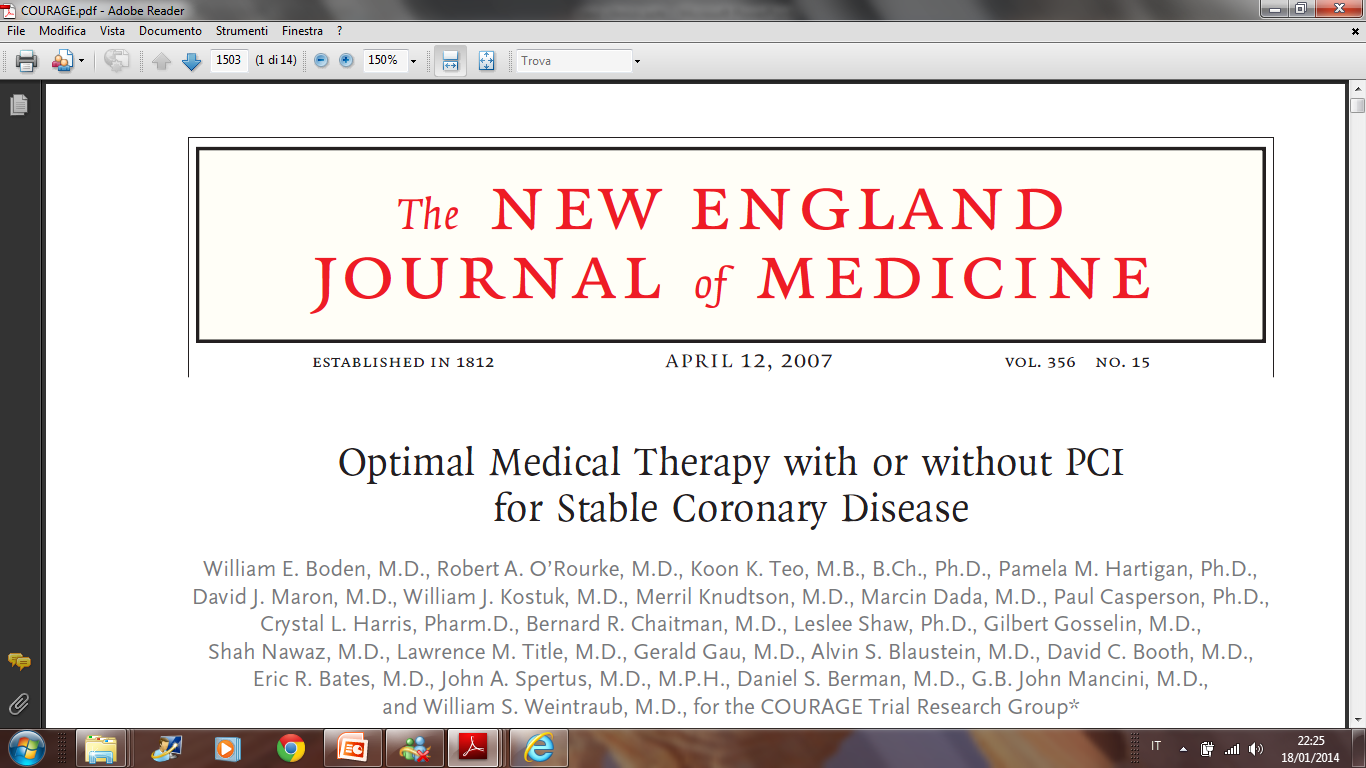 COURAGE.pdf - Adobe Reader
File Modifica Vista Documento Strumenti Finestra ?
1503 (1 di 14) 150% Trova
The NEW ENGLAND
JOURNAL of MEDICINE
ESTABLISHED IN 1812 APRIL 12, 2007 VOL. 356 NO. 15
Optimal Medical Therapy with or without PCI
for Stable Coronary Disease
William E. Boden, M.D., Robert A. O’Rourke, M.D., Koon K. Teo, M.B., B.Ch., Ph.D., Pamela M. Hartigan, Ph.D.,
David J. Maron, M.D., William J. Kostuk, M.D., Merril Knudtson, M.D., Marcin Dada, M.D., Paul Casperson, Ph.D.,
Crystal L. Harris, Pharm.D., Bernard R. Chaitman, M.D., Leslee Shaw, Ph.D., Gilbert Gosselin, M.D.,
Shah Nawaz, M.D., Lawrence M. Title, M.D., Gerald Gau, M.D., Alvin S. Blaustein, M.D., David C. Booth, M.D.,
Eric R. Bates, M.D., John A. Spertus, M.D., M.P.H., Daniel S. Berman, M.D., G.B. John Mancini, M.D.,
and William S. Weintraub, M.D., for the COURAGE Trial Research Group*
IT 22:25
18/01/2014